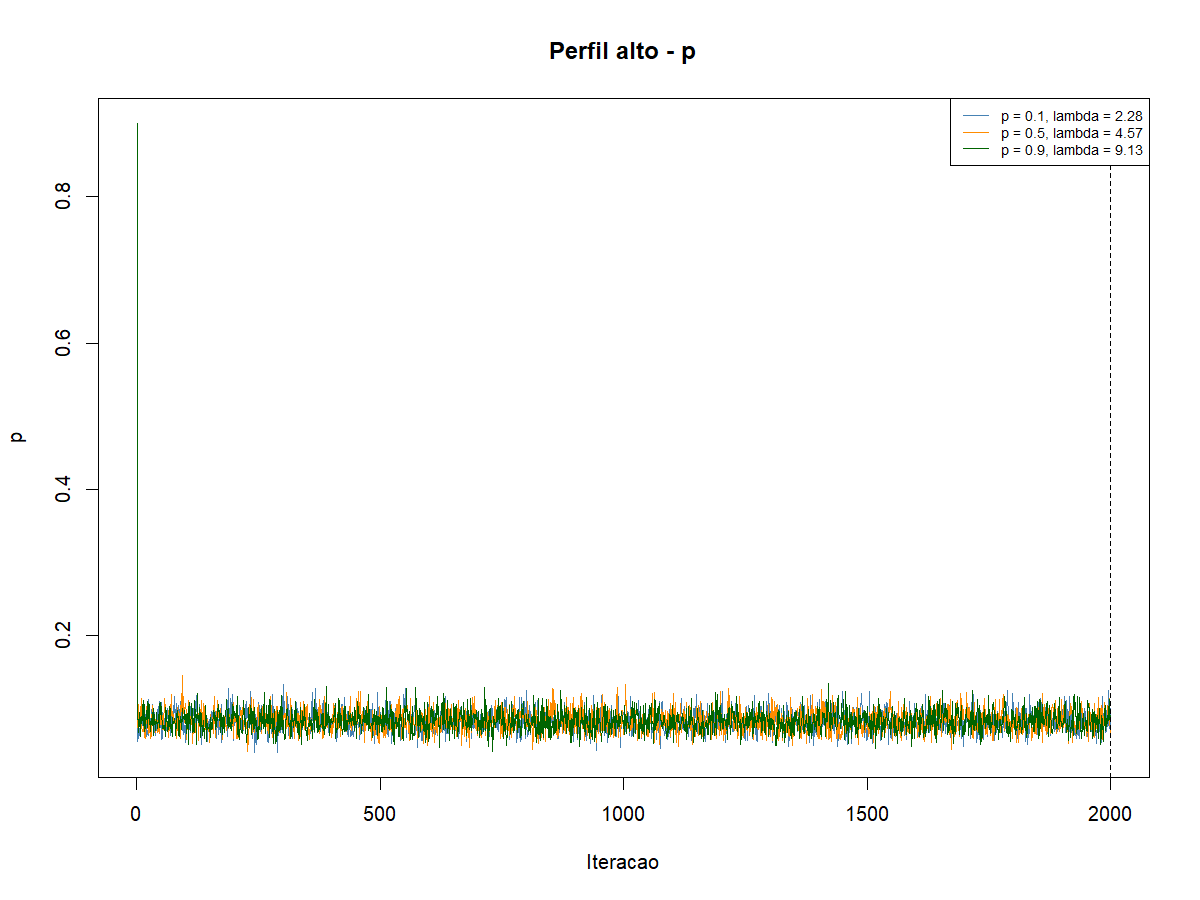 Perfil alto - p
p = 0.1, lambda = 2.28
p = 0.5, lambda = 4.57
p = 0.9, lambda = 9.13
0.8
0.6
0.4
0.2
p
0 500 1000 1500 2000
Iteracao